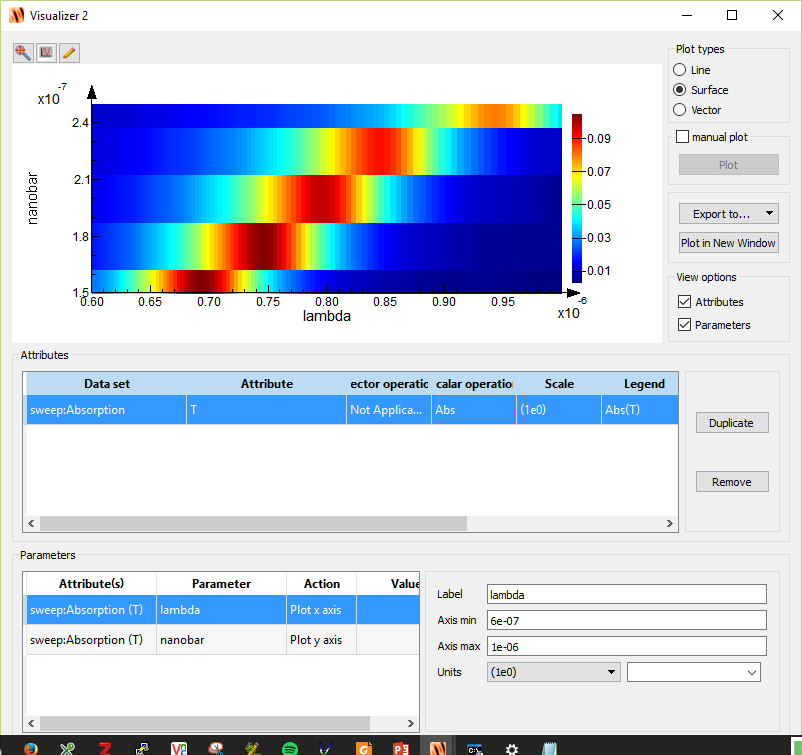 Visualizer 2
Plot types
Line
Surface
Vector
manual plot
Plot
Export to...
Plot in New Window
View options
Attributes
Parameters
x10 -7
nanobar
2.4
2.1
1.8
1.5
0.60 0.65 0.70 0.75 0.80 0.85 0.90 0.95
lambda
x10 -6
0.09
0.07
0.05
0.03
0.01
Attributes
Data set Attribute ector operatio calar operation Scale Legend
sweep:Absorption T Not Applica... Abs (1e0) Abs(T)
Duplicate
Remove
Parameters
Attribute(s) Parameter Action Value
sweep:Absorption (T) lambda Plot x axis
sweep:Absorption (T) nanobar Plot y axis
Label lambda
Axis min 6e-07
Axis max 1e-06
Units (1e0)